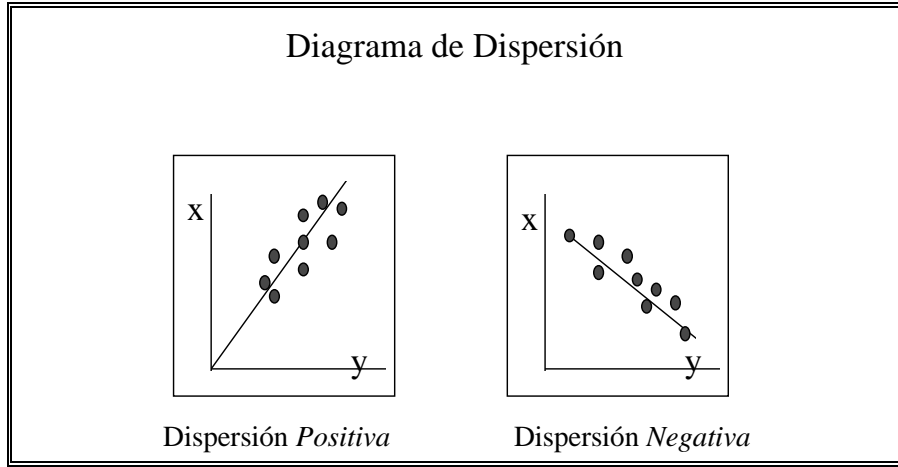 Diagrama de Dispersión
x
y
x
y
Dispersión Positiva
Dispersión Negativa